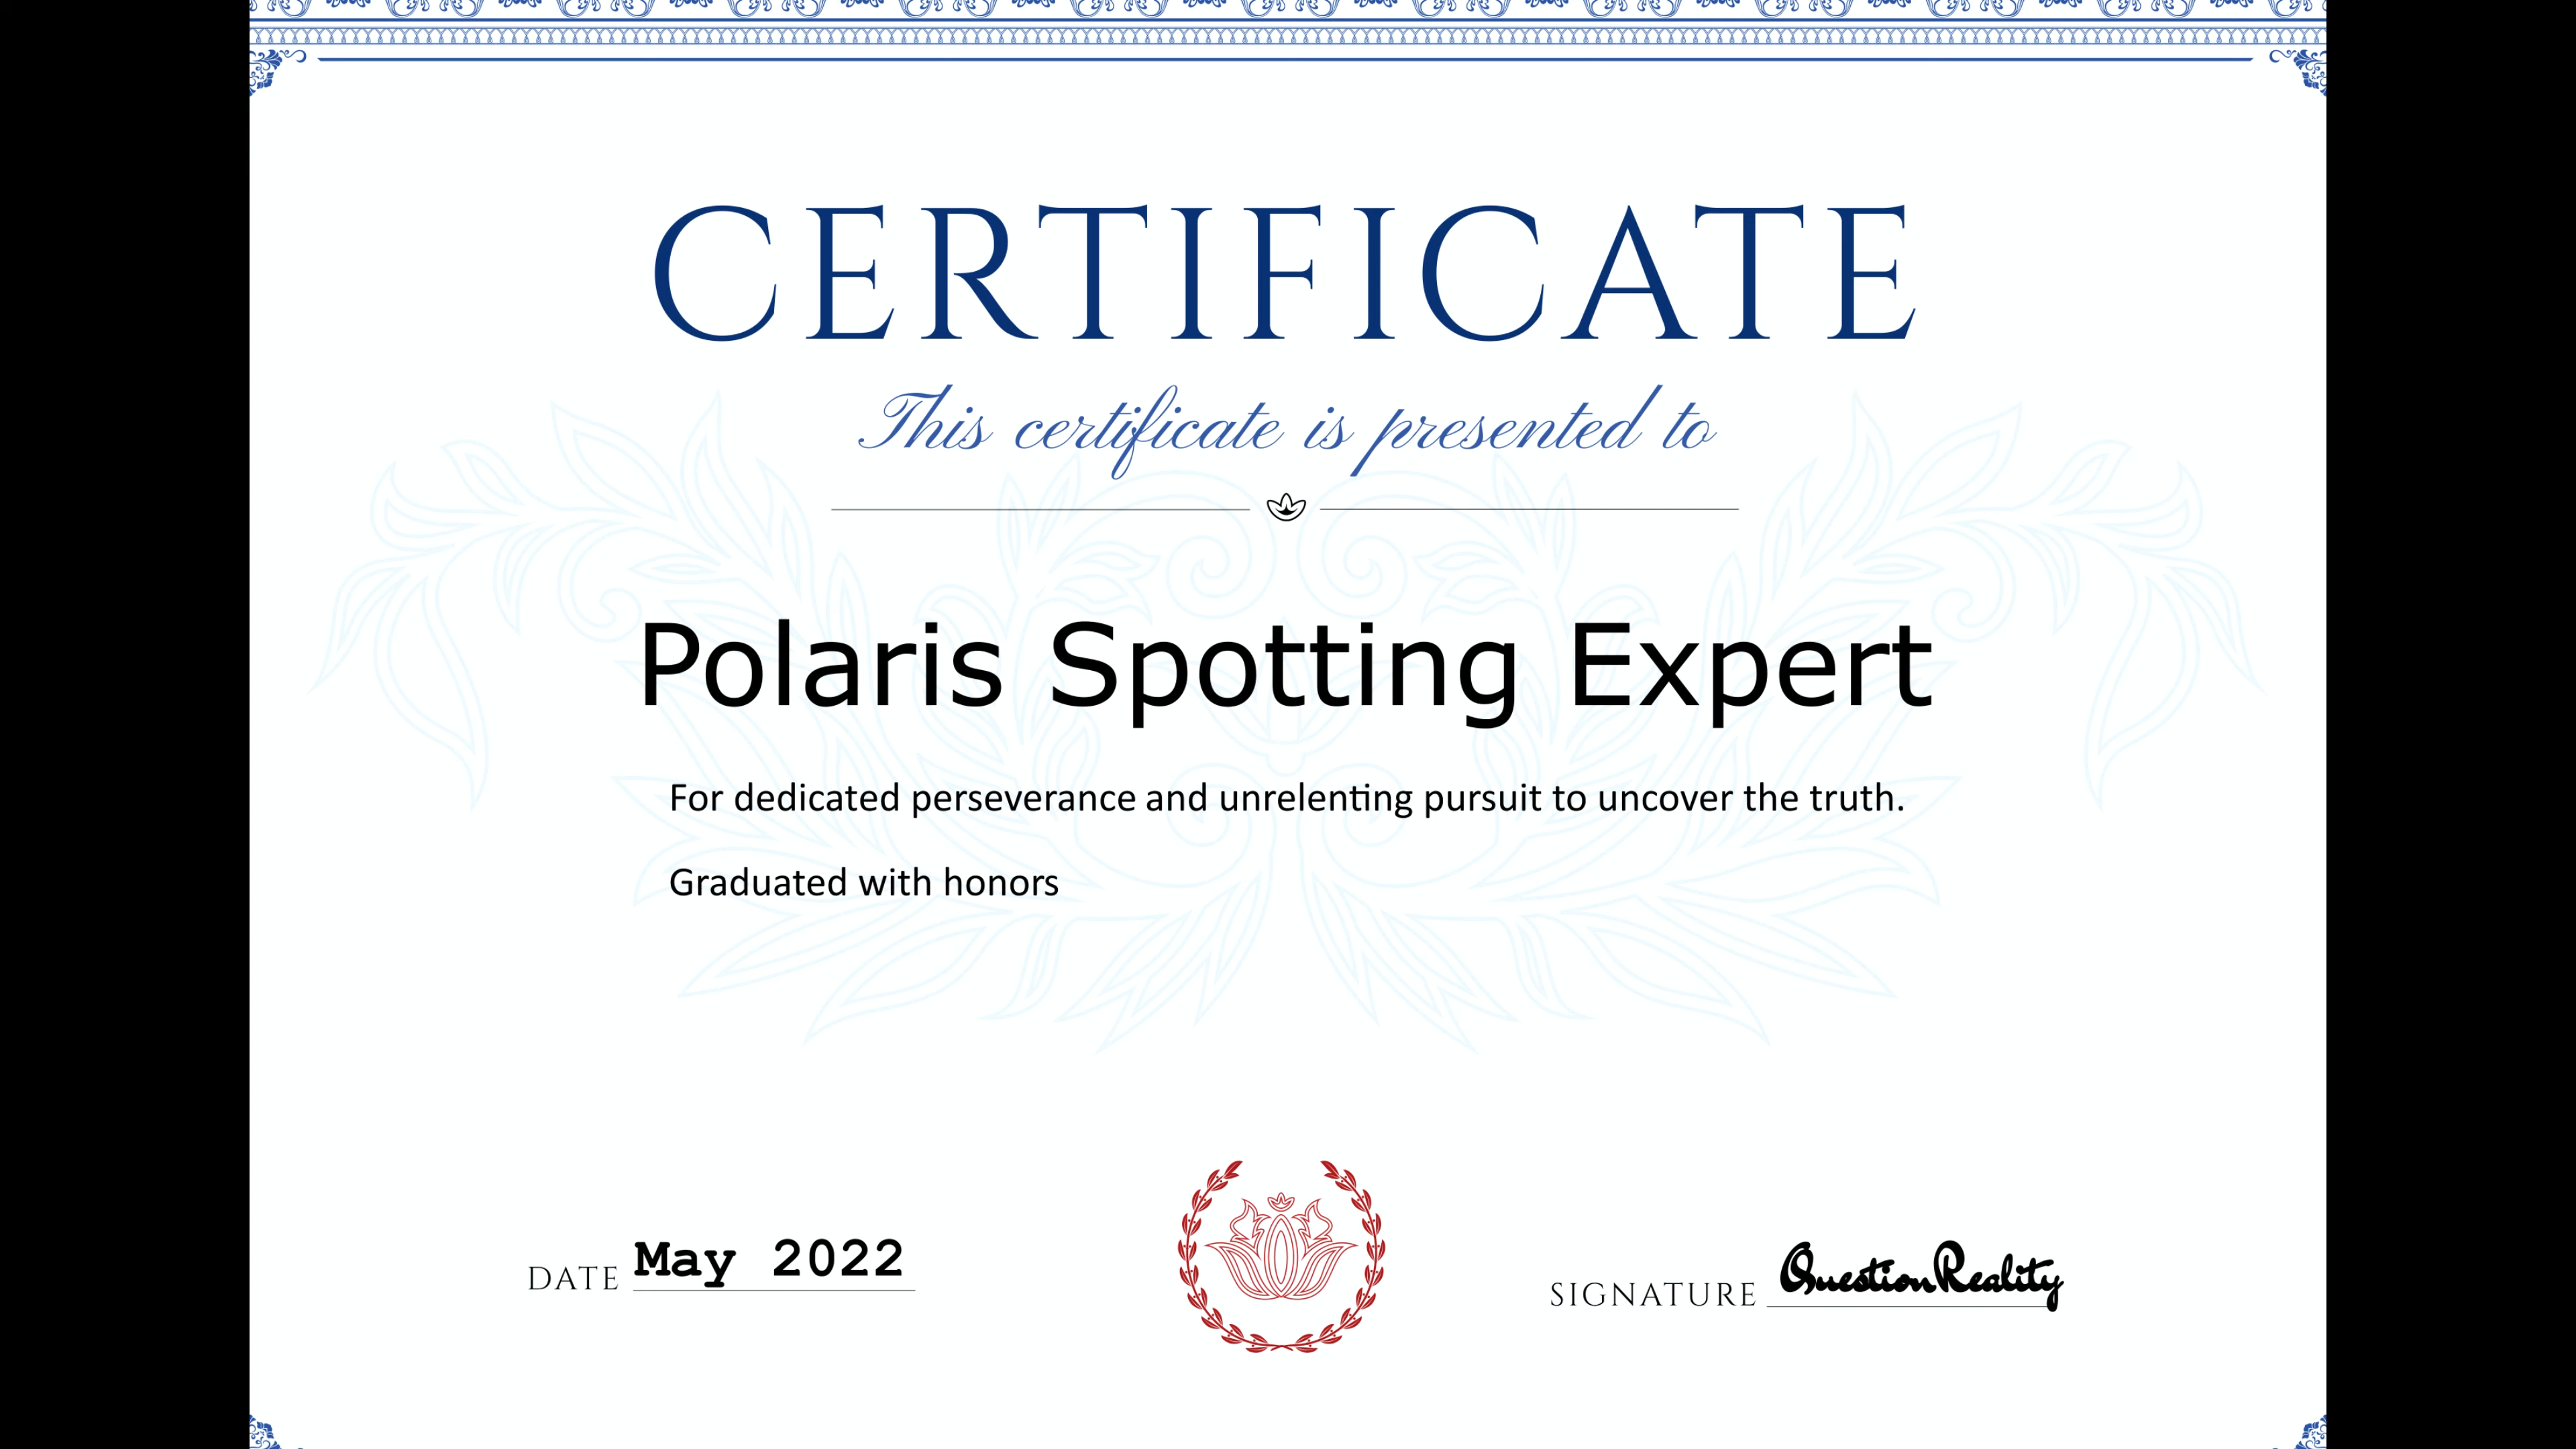 CERTIFICATE
This certificate is presented to
Polaris Spotting Expert
For dedicated perseverance and unrelenting pursuit to uncover the truth.
Graduated with honors
DATE May 2022
SIGNATURE QuestionReality